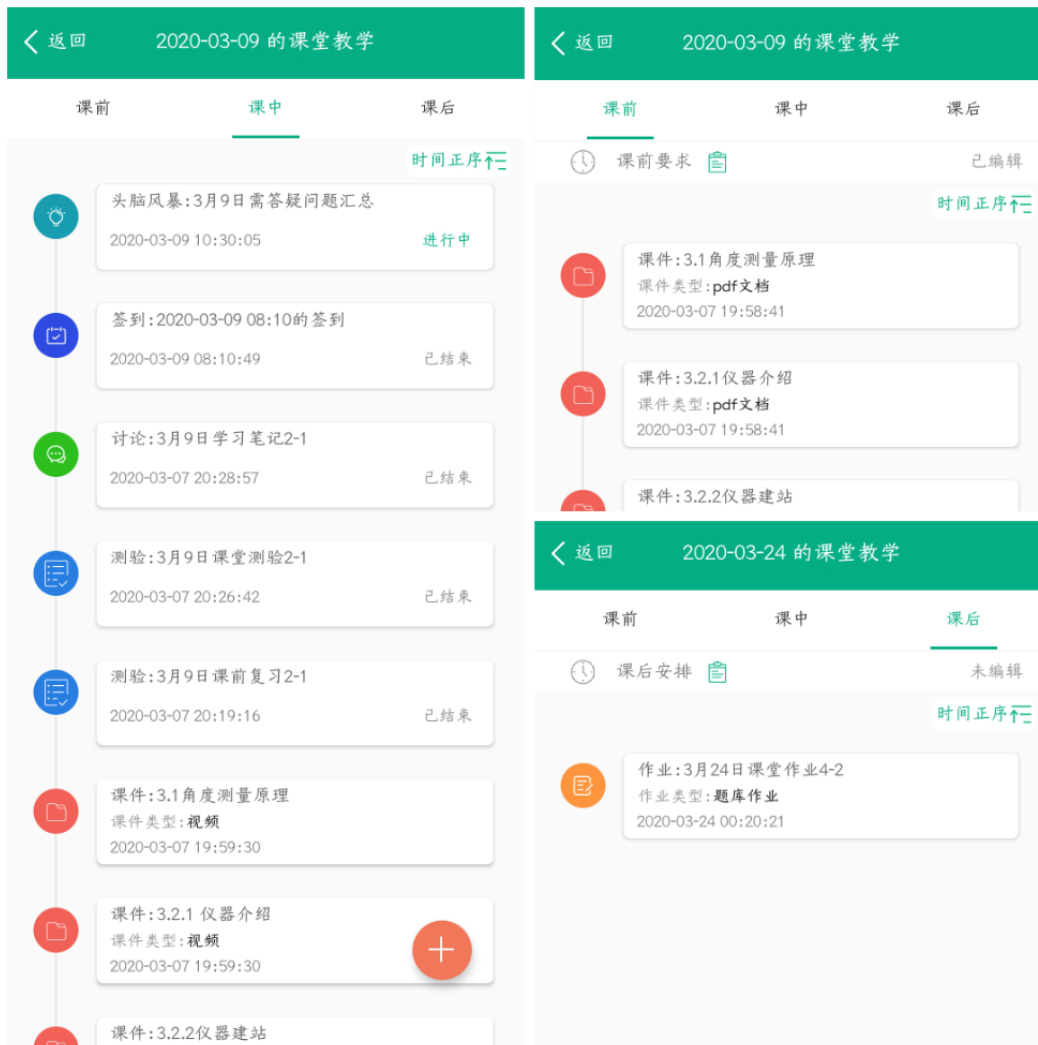 返回 2020-03-09 的课堂教学
课前 课中 课后
时间正序
头脑风暴:3月9日需答疑问题汇总
2020-03-09 10:30:05 进行中
签到:2020-03-09 08:10的签到
2020-03-09 08:10:49 已结束
讨论:3月9日学习笔记2-1
2020-03-07 20:28:57 已结束
测验:3月9日课堂测验2-1
2020-03-07 20:26:42 已结束
测验:3月9日课前复习2-1
2020-03-07 20:19:16 已结束
课件:3.1角度测量原理
课件类型:视频
2020-03-07 19:59:30
课件:3.2.1 仪器介绍
课件类型:视频
2020-03-07 19:59:30
课件:3.2.2仪器建站
返回 2020-03-09 的课堂教学
课前 课中 课后
课前要求 已编辑
时间正序
课件:3.1角度测量原理
课件类型:pdf文档
2020-03-07 19:58:41
课件:3.2.1仪器介绍
课件类型:pdf文档
2020-03-07 19:58:41
课件:3.2.2仪器建站
返回 2020-03-24 的课堂教学
课前 课中 课后
课后安排 未编辑
时间正序
作业:3月24日课堂作业4-2
作业类型:题库作业
2020-03-24 00:20:21